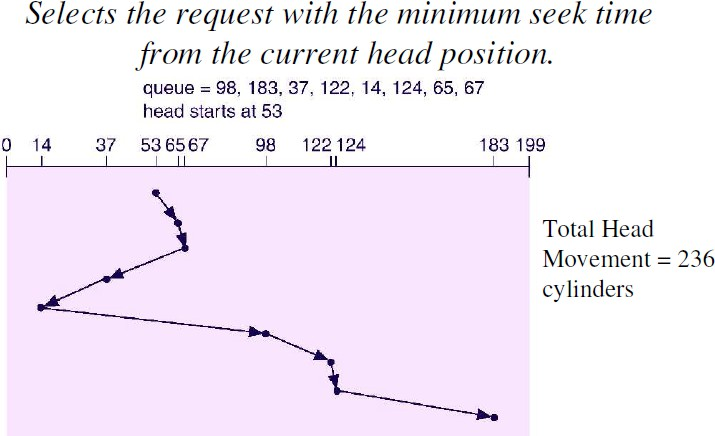 Selects the request with the minimum seek time
from the current head position.
queue = 98, 183, 37, 122, 14, 124, 65, 67
head starts at 53
0 14 37 53 65 67 98 122 124 183 199
Total Head
Movement = 236
cylinders